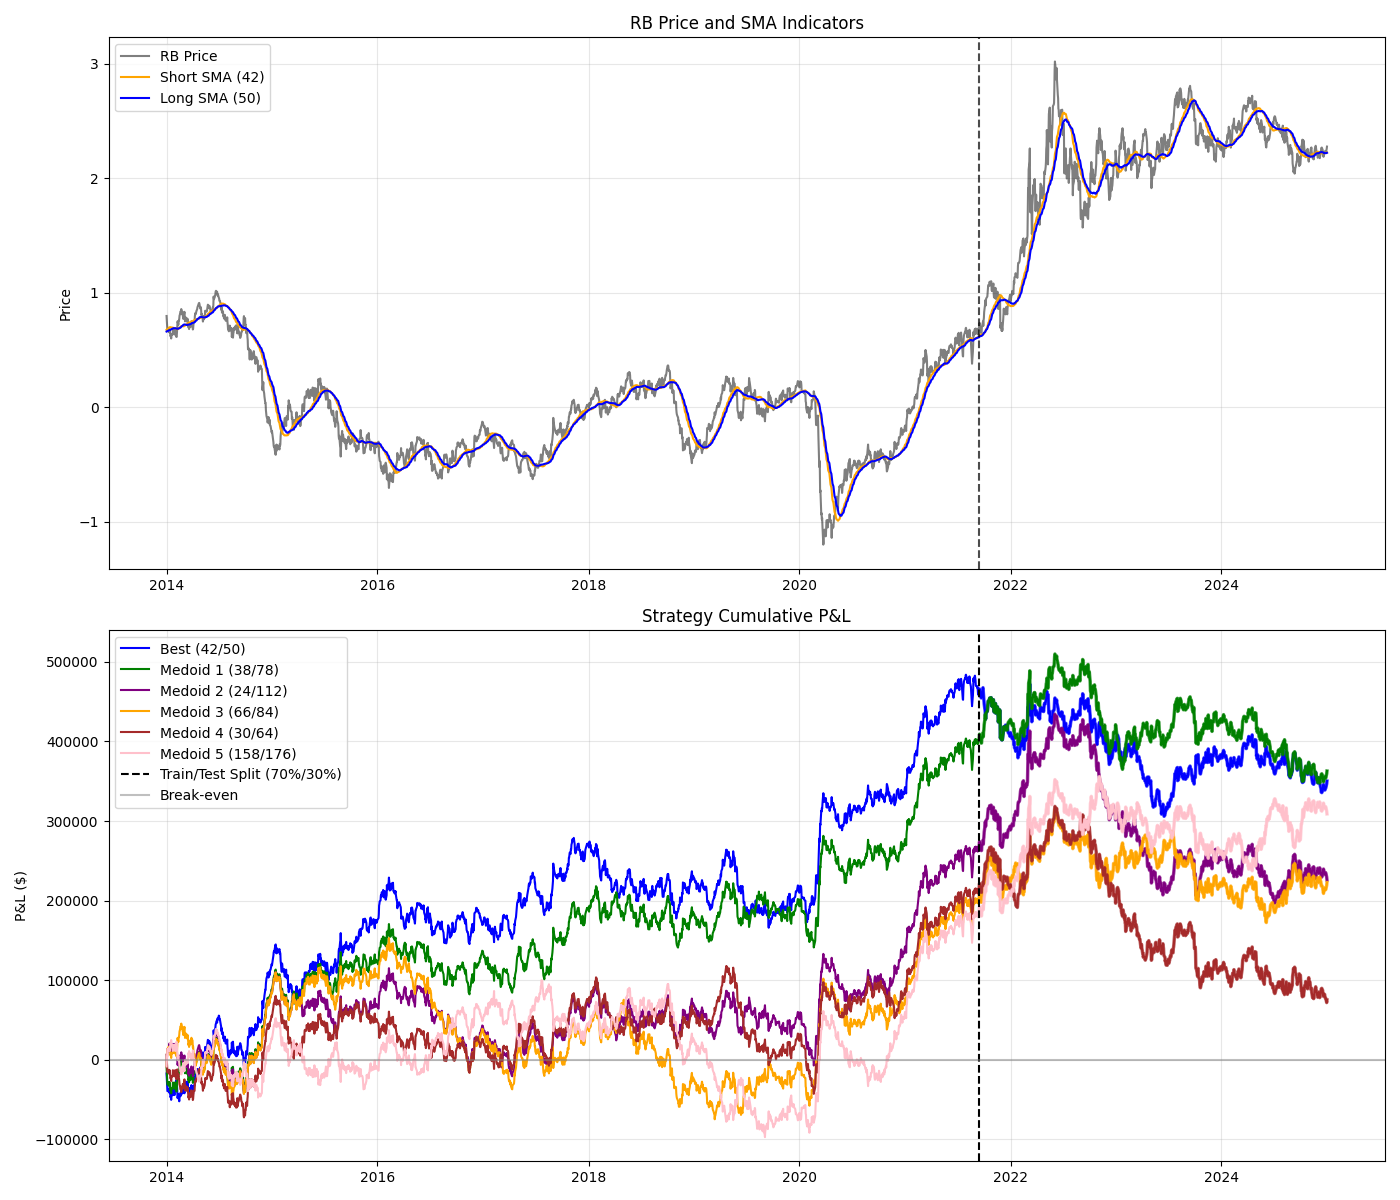 RB Price and SMA Indicators
RB Price
Short SMA (42)
Long SMA (50)
Price
3
2
1
0
−1
2014 2016 2018 2020 2022 2024
Strategy Cumulative P&L
Best (42/50)
Medoid 1 (38/78)
Medoid 2 (24/112)
Medoid 3 (66/84)
Medoid 4 (30/64)
Medoid 5 (158/176)
Train/Test Split (70%/30%)
Break-even
P&L ($)
500000
400000
300000
200000
100000
0
−100000
2014 2016 2018 2020 2022 2024